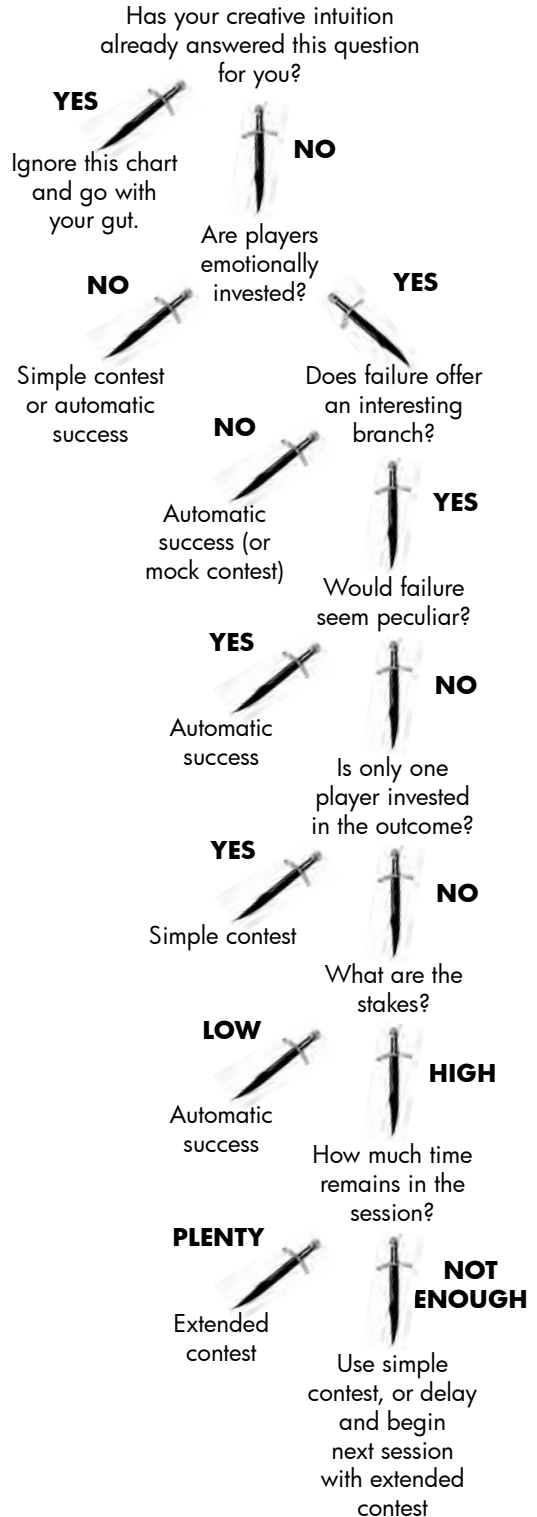 Has your creative intuition
already answered this question
for you?
YES
NO
Ignore this chart
and go with
your gut.
Are players
emotionally
invested?
NO
YES
Simple contest
or automatic
success
Does failure offer
an interesting
branch?
NO
YES
Automatic
success (or
mock contest)
Would failure
seem peculiar?
YES
NO
Automatic
success
Is only one
player invested
in the outcome?
YES
NO
Simple contest
What are the
stakes?
LOW
HIGH
Automatic
success
How much time
remains in the
session?
PLENTY
NOT
ENOUGH
Extended
contest
Use simple
contest, or delay
and begin
next session
with extended
contest